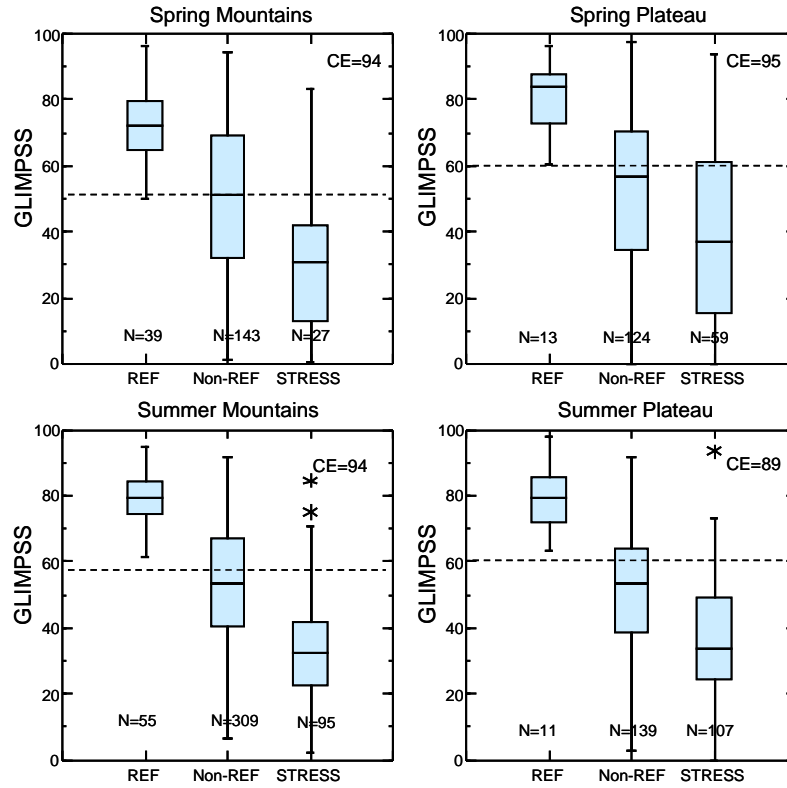 Spring Mountains
100
80
60
40
20
0
GLIMPSS
CE=94
N=39
N=143
N=27
REF
Non-REF
STRESS
Spring Plateau
100
80
60
40
20
0
GLIMPSS
CE=95
N=13
N=124
N=59
REF
Non-REF
STRESS
Summer Mountains
100
80
60
40
20
0
GLIMPSS
CE=94
N=55
N=309
N=95
REF
Non-REF
STRESS
Summer Plateau
100
80
60
40
20
0
GLIMPSS
CE=89
N=11
N=139
N=107
REF
Non-REF
STRESS